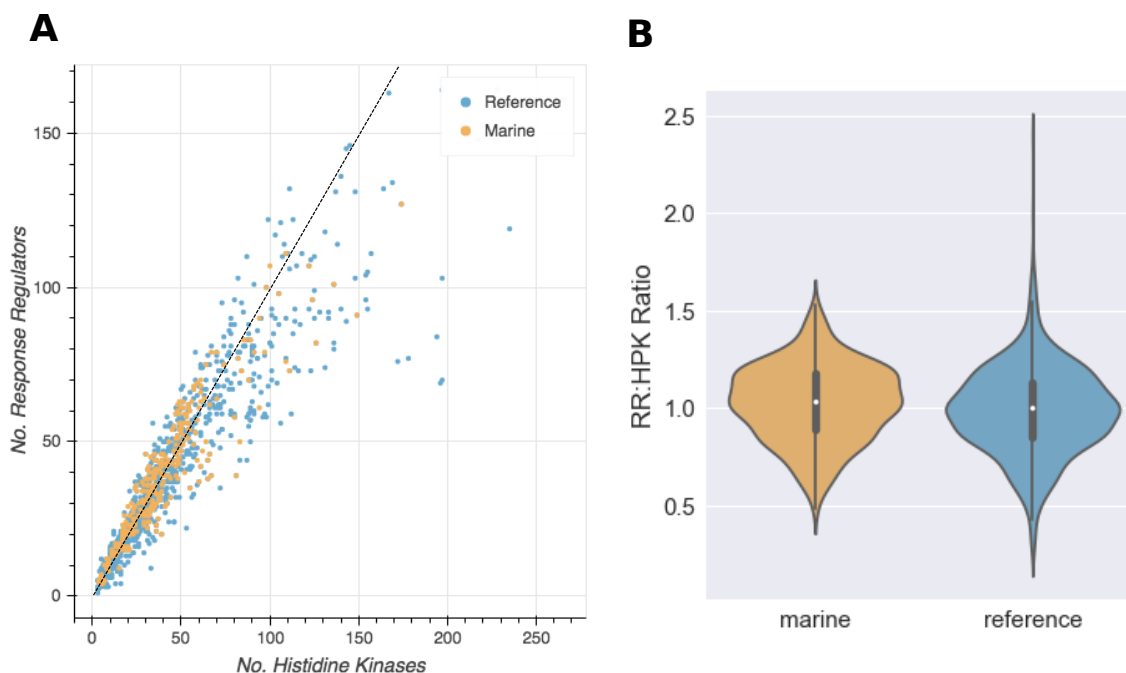 A
B
No. Response Regulators
150
100
50
0
Reference
Marine
0
50
100
150
200
250
No. Histidine Kinases
RR:HPK Ratio
2.5
2.0
1.5
1.0
0.5
marine
reference